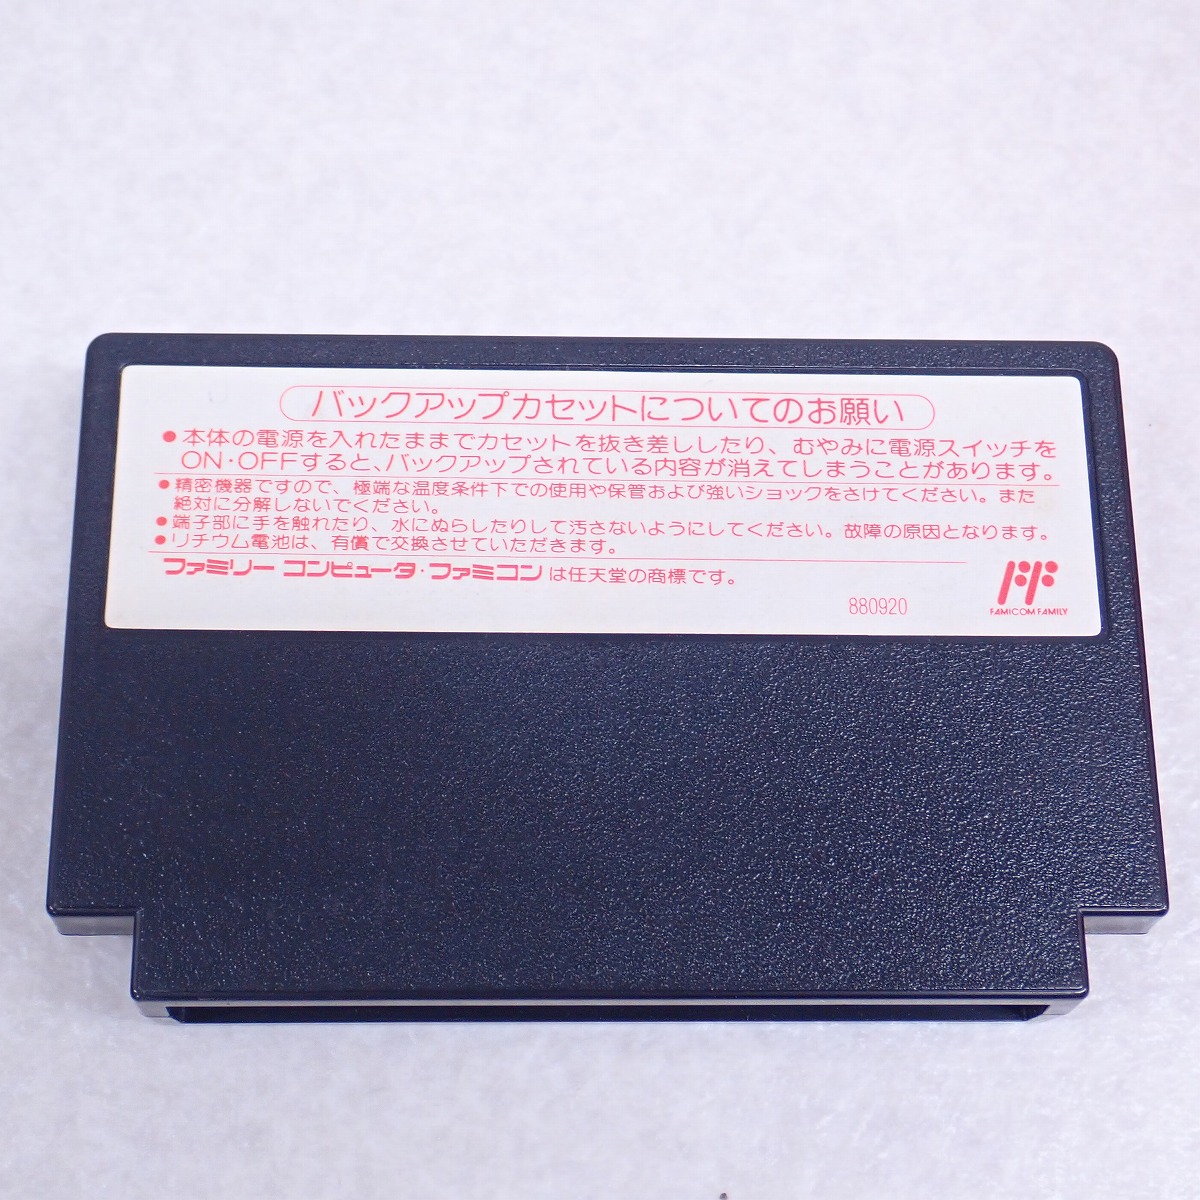 バックアップカセットについてのお願い
●本体の電源を入れたままでカセットを抜き差ししたり、むやみに電源スイッチを
ON・OFFすると、バックアップされている内容が消えてしまうことがあります。
●精密機器ですので、極端な温度条件下での使用や保管および強いショックをさけてください。また
絶対に分解しないでください。
●端子部に手を触れたり、水にぬらしたりして汚さないようにしてください。故障の原因となります。
●リチウム電池は、有償で交換させていただきます。
ファミリー コンピュータ・ファミコン は任天堂の商標です。
880920
FAMICOM FAMILY